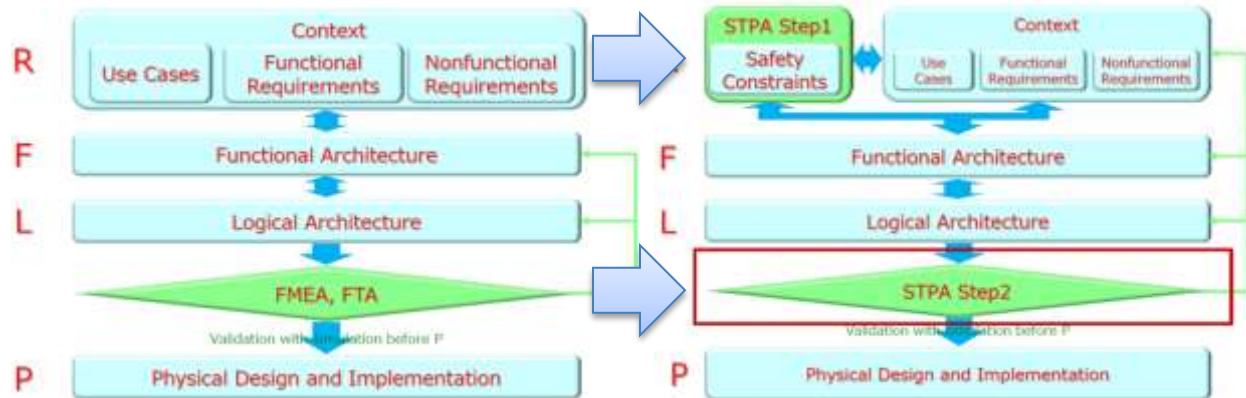 R
Context
Use Cases
Functional
Requirements
Nonfunctional
Requirements
F
Functional Architecture
L
Logical Architecture
FMEA, FTA
Validation with simulation before P
P
Physical Design and Implementation
STPA Step1
Safety
Constraints
Context
Use
Cases
Functional
Requirements
Nonfunctional
Requirements
F
Functional Architecture
L
Logical Architecture
STPA Step2
Validation with simulation before P
P
Physical Design and Implementation